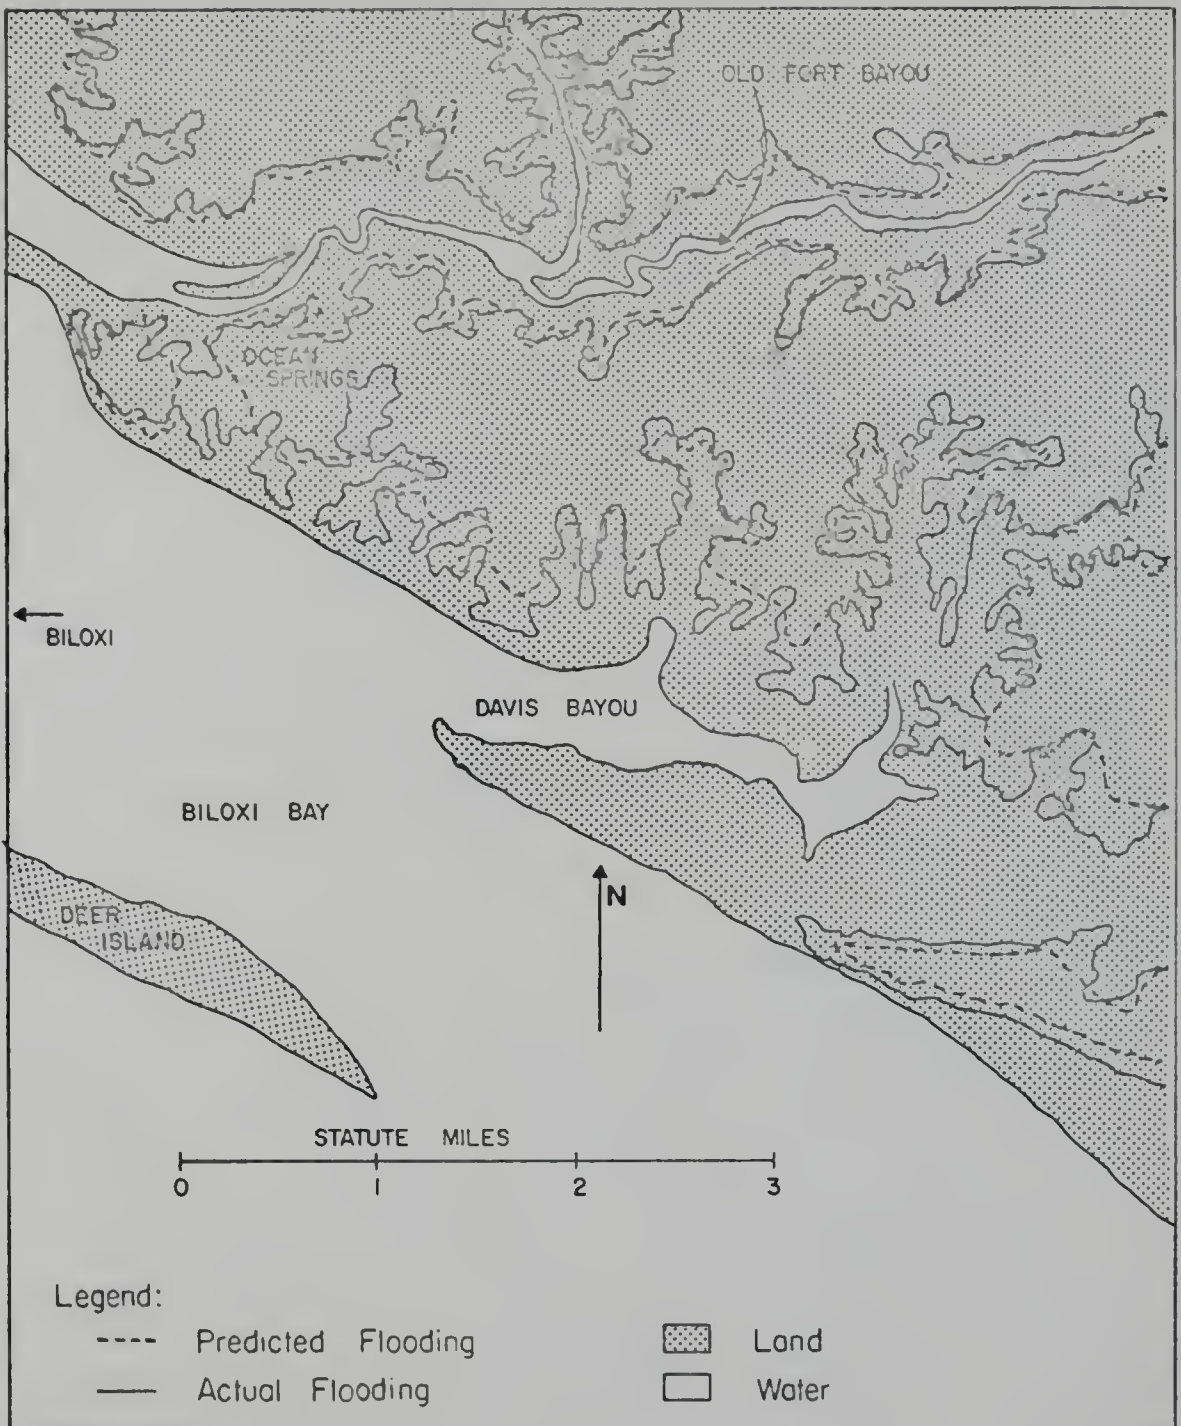 OLD FORT BAYOU
OCEAN
SPRINGS
BILOXI
DAVIS BAYOU
BILOXI BAY
N
DEER
ISLAND
STATUTE MILES
0 1 2 3
Legend:
Predicted Flooding
Land
Actual Flooding
Water